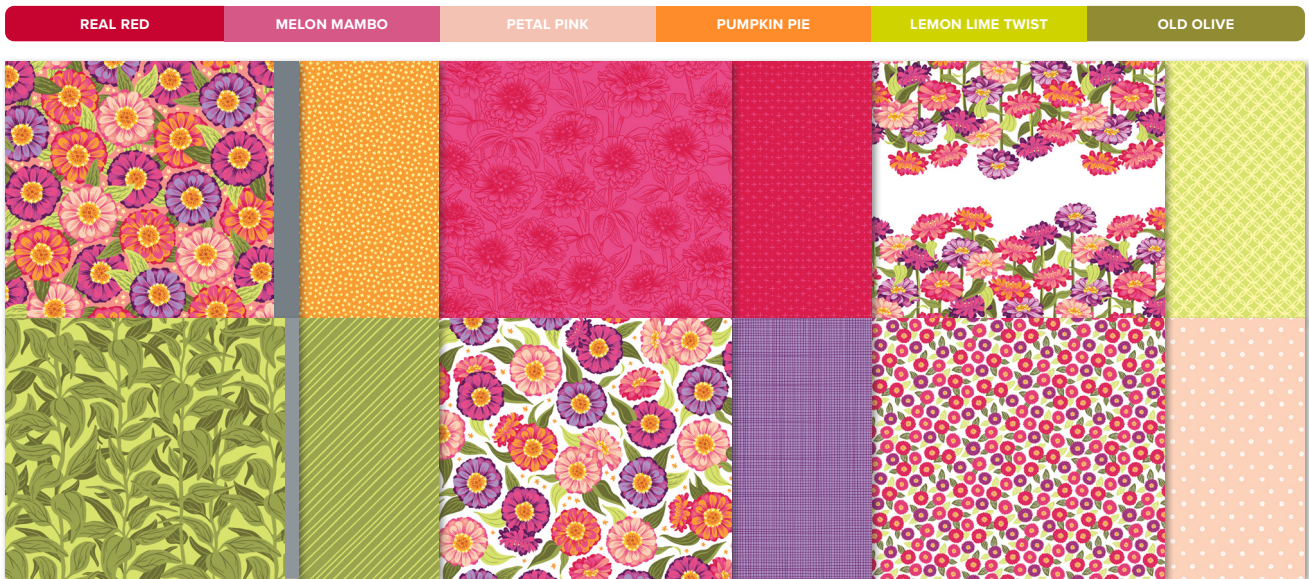 REAL RED
MELON MAMBO
PETAL PINK
PUMPKIN PIE
LEMON LIME TWIST
OLD OLIVE